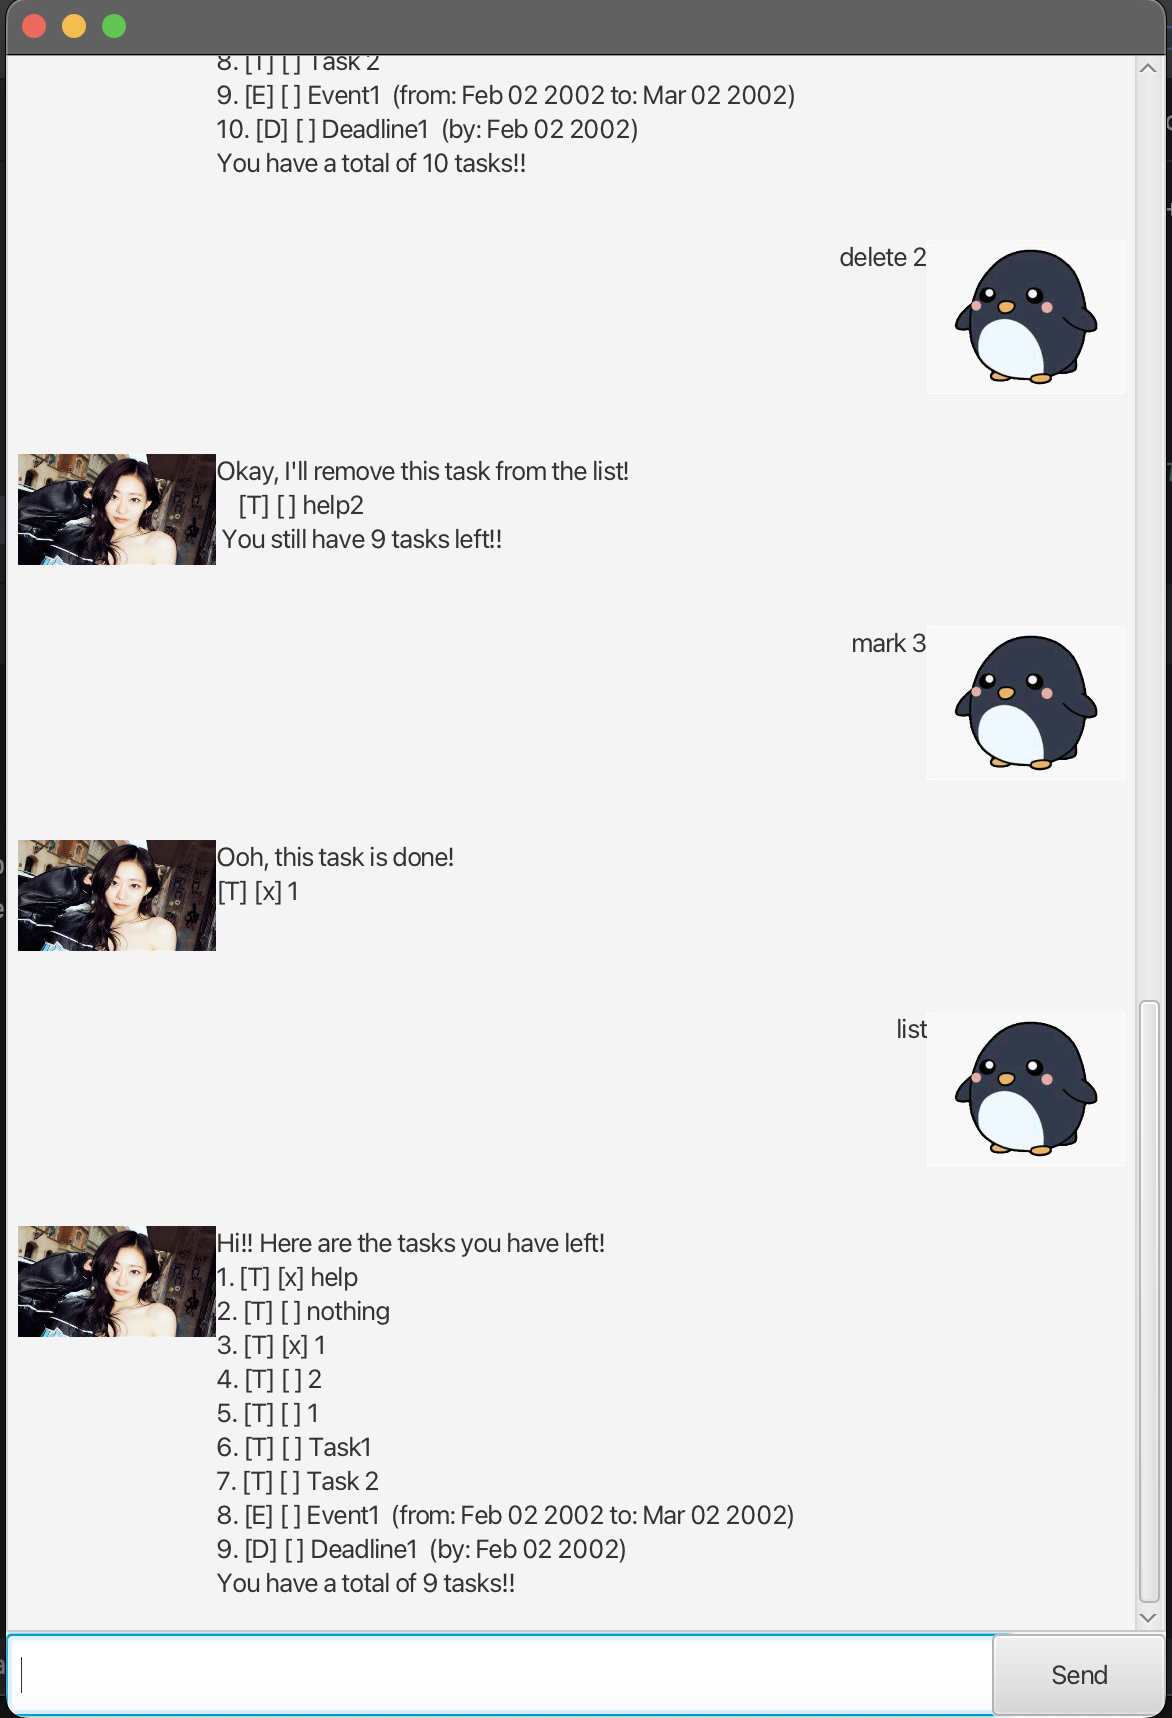 8. [T] [ ] Task 2
9. [E] [ ] Event1  (from: Feb 02 2002 to: Mar 02 2002)
10. [D] [ ] Deadline1  (by: Feb 02 2002)
You have a total of 10 tasks!!
delete 2
Okay, I'll remove this task from the list!
[T] [ ] help2
You still have 9 tasks left!!
mark 3
Ooh, this task is done!
[T] [x] 1
list
Hi!! Here are the tasks you have left!
1. [T] [x] help
2. [T] [ ] nothing
3. [T] [x] 1
4. [T] [ ] 2
5. [T] [ ] 1
6. [T] [ ] Task1
7. [T] [ ] Task 2
8. [E] [ ] Event1  (from: Feb 02 2002 to: Mar 02 2002)
9. [D] [ ] Deadline1  (by: Feb 02 2002)
You have a total of 9 tasks!!
Send